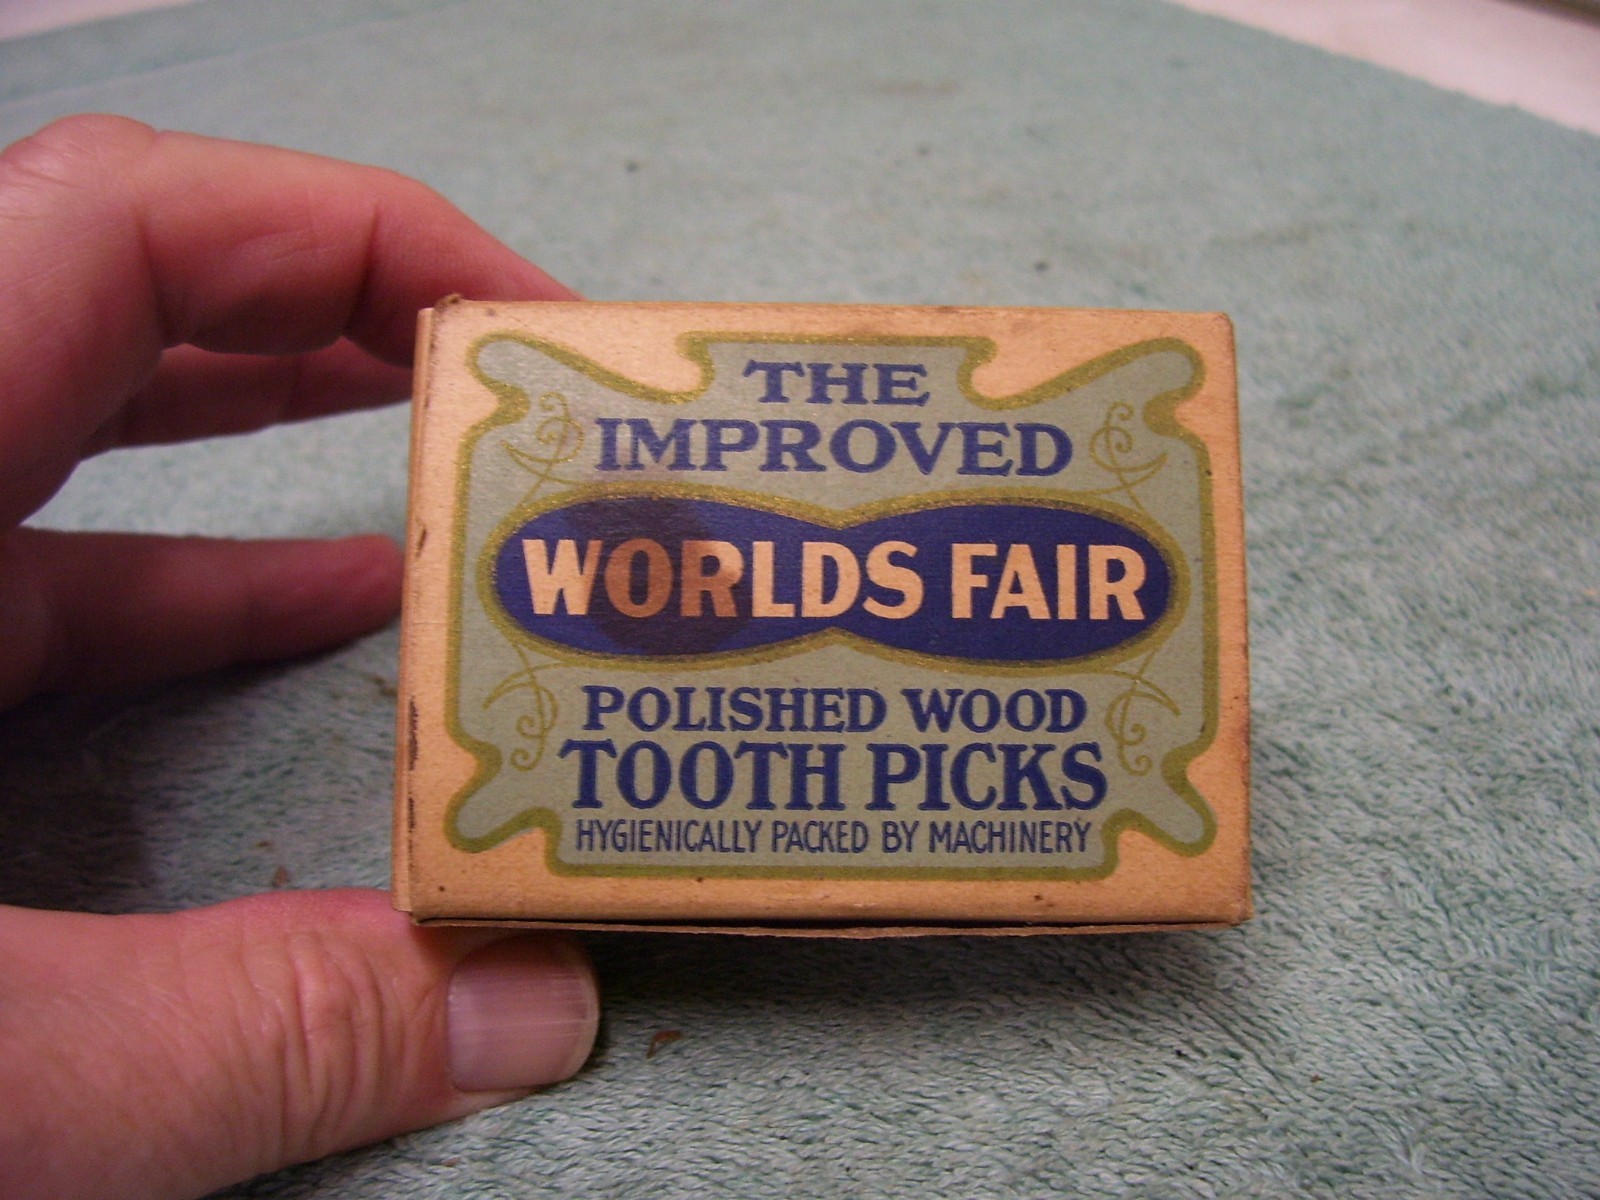 THE
IMPROVED
WORLDS FAIR
POLISHED WOOD
TOOTH PICKS
HYGIENICALLY PACKED BY MACHINERY